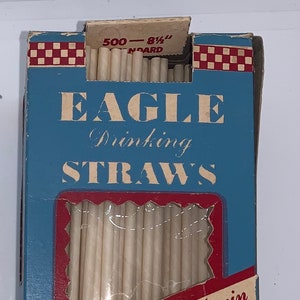 500 — 8½"
EAGLE
Drinking
STRAWS